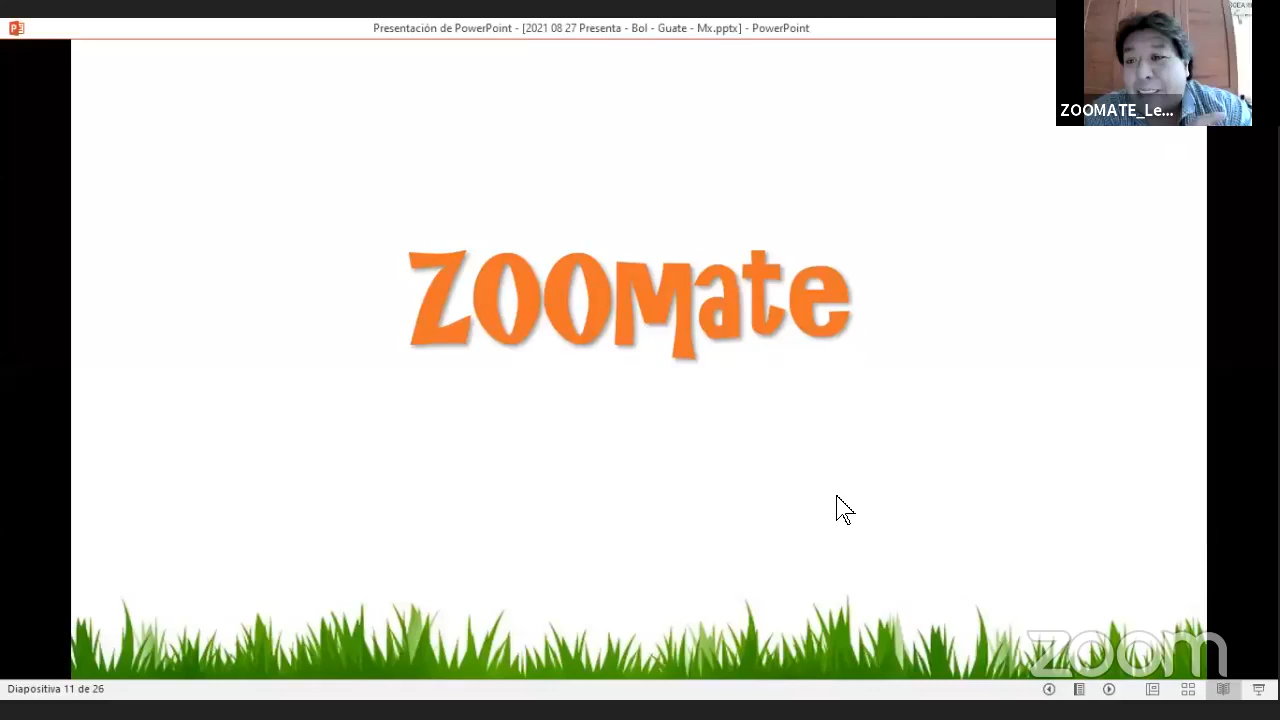 Presentación de PowerPoint - [2021 08 27 Presenta - Bol - Guate - Mx.pptx] - PowerPoint
ZOOMATE_Le...
ZOOMate
zoom
Diapositiva 11 de 26